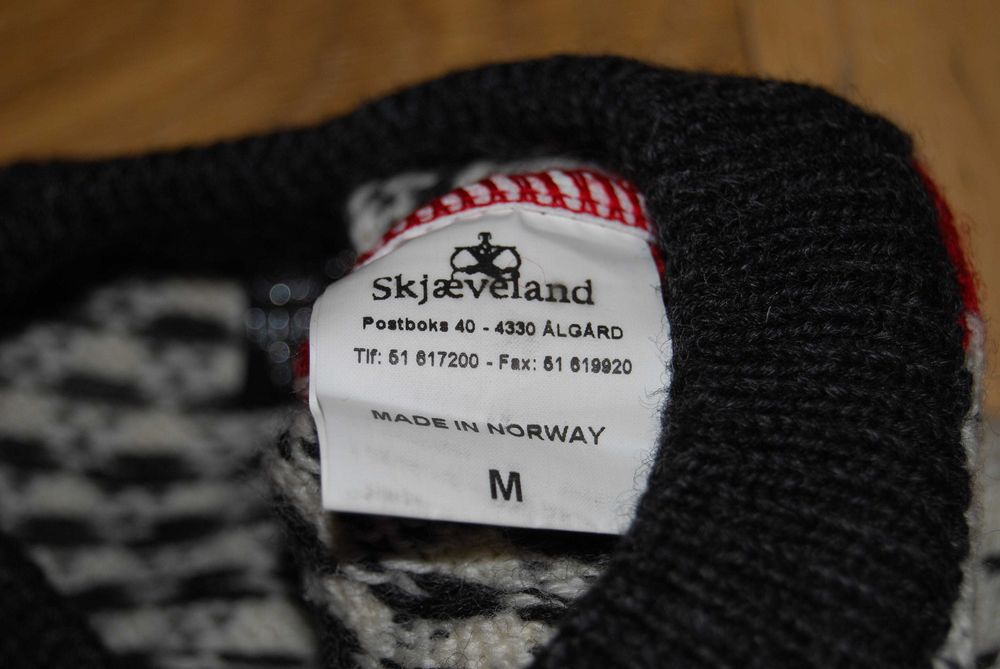 Skjæveland
Postboks 40 - 4330 ÅLGÅRD
Tlf: 51 617200 - Fax: 51 619920
MADE IN NORWAY
M